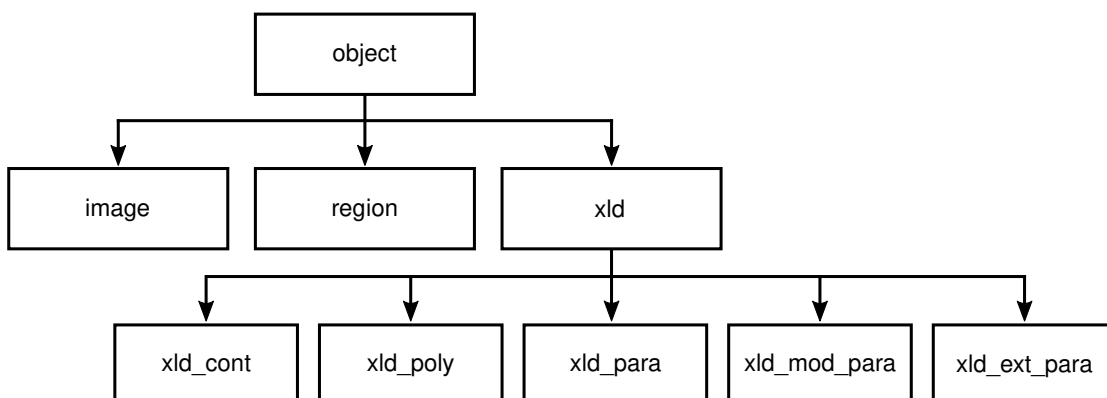 object
image
region
xld
xld_cont
xld_poly
xld_para
xld_mod_para
xld_ext_para